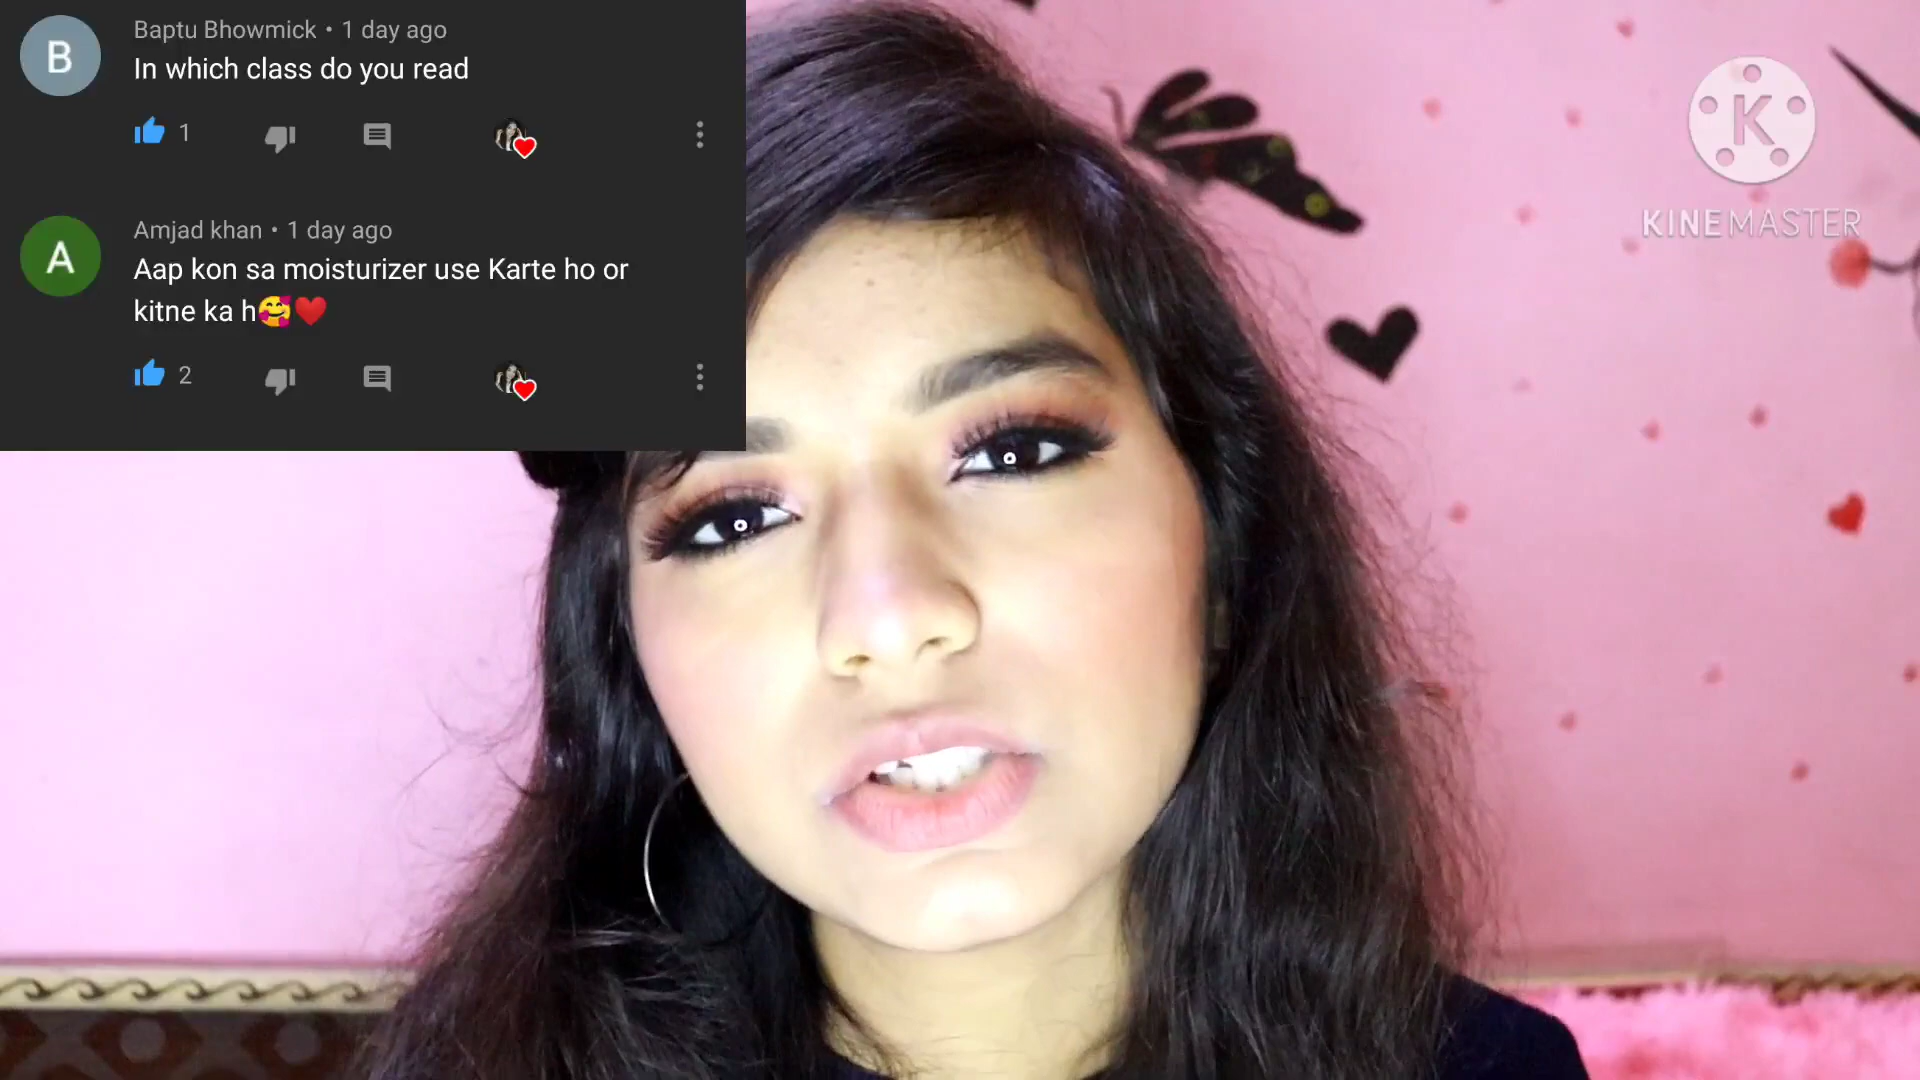 B
Baptu Bhowmick • 1 day ago
In which class do you read
1
A
Amjad khan • 1 day ago
Aap kon sa moisturizer use Karte ho or
kitne ka h🥰❤️
2
K
KINEMASTER